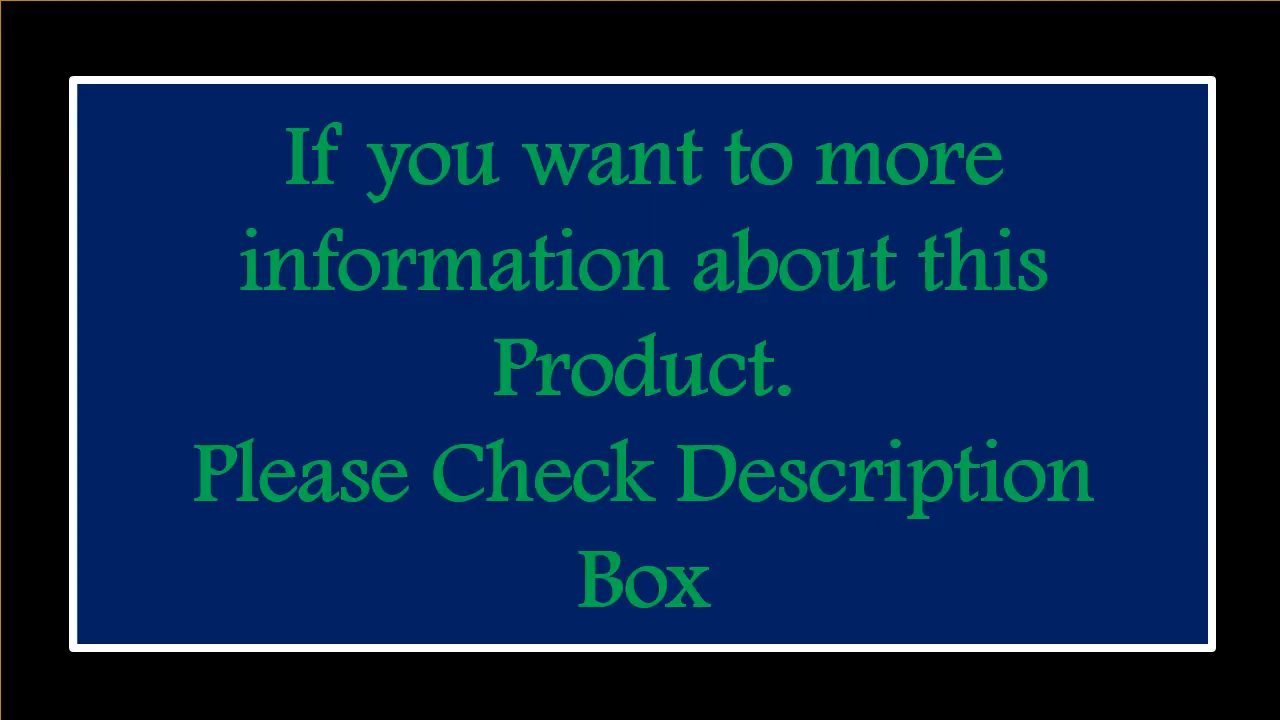 If you want to more
information about this
Product.
Please Check Description
Box